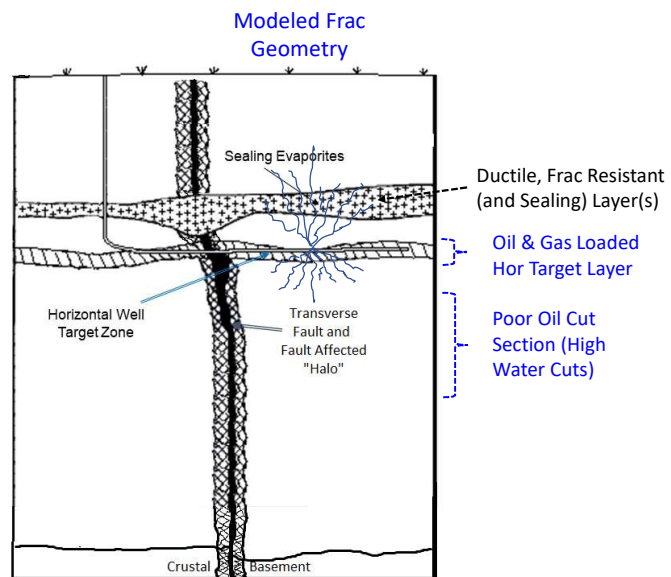 Modeled Frac
Geometry
Sealing Evaporites
Ductile, Frac Resistant
(and Sealing) Layer(s)
Oil & Gas Loaded
Hor Target Layer
Horizontal Well
Target Zone
Transverse
Fault and
Fault Affected
"Halo"
Poor Oil Cut
Section (High
Water Cuts)
Crustal Basement